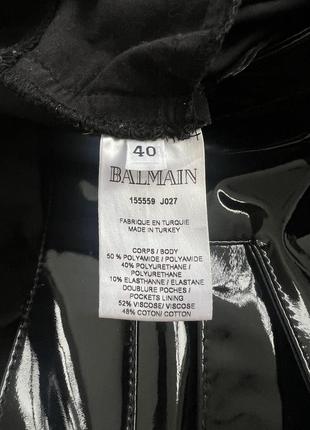 40
BALMAIN
155559 J027
FABRIQUE EN TURQUIE
MADE IN TURKEY
CORPS / BODY
50 % POLYAMIDE / POLYAMIDE
40% POLYURETHANE /
POLYURETHANE
10% ELASTHANNE / ELASTANE
DOUBLURE POCHES /
POCKETS LINING
52% VISCOSE/ VISCOSE
48% COTON/ COTTON